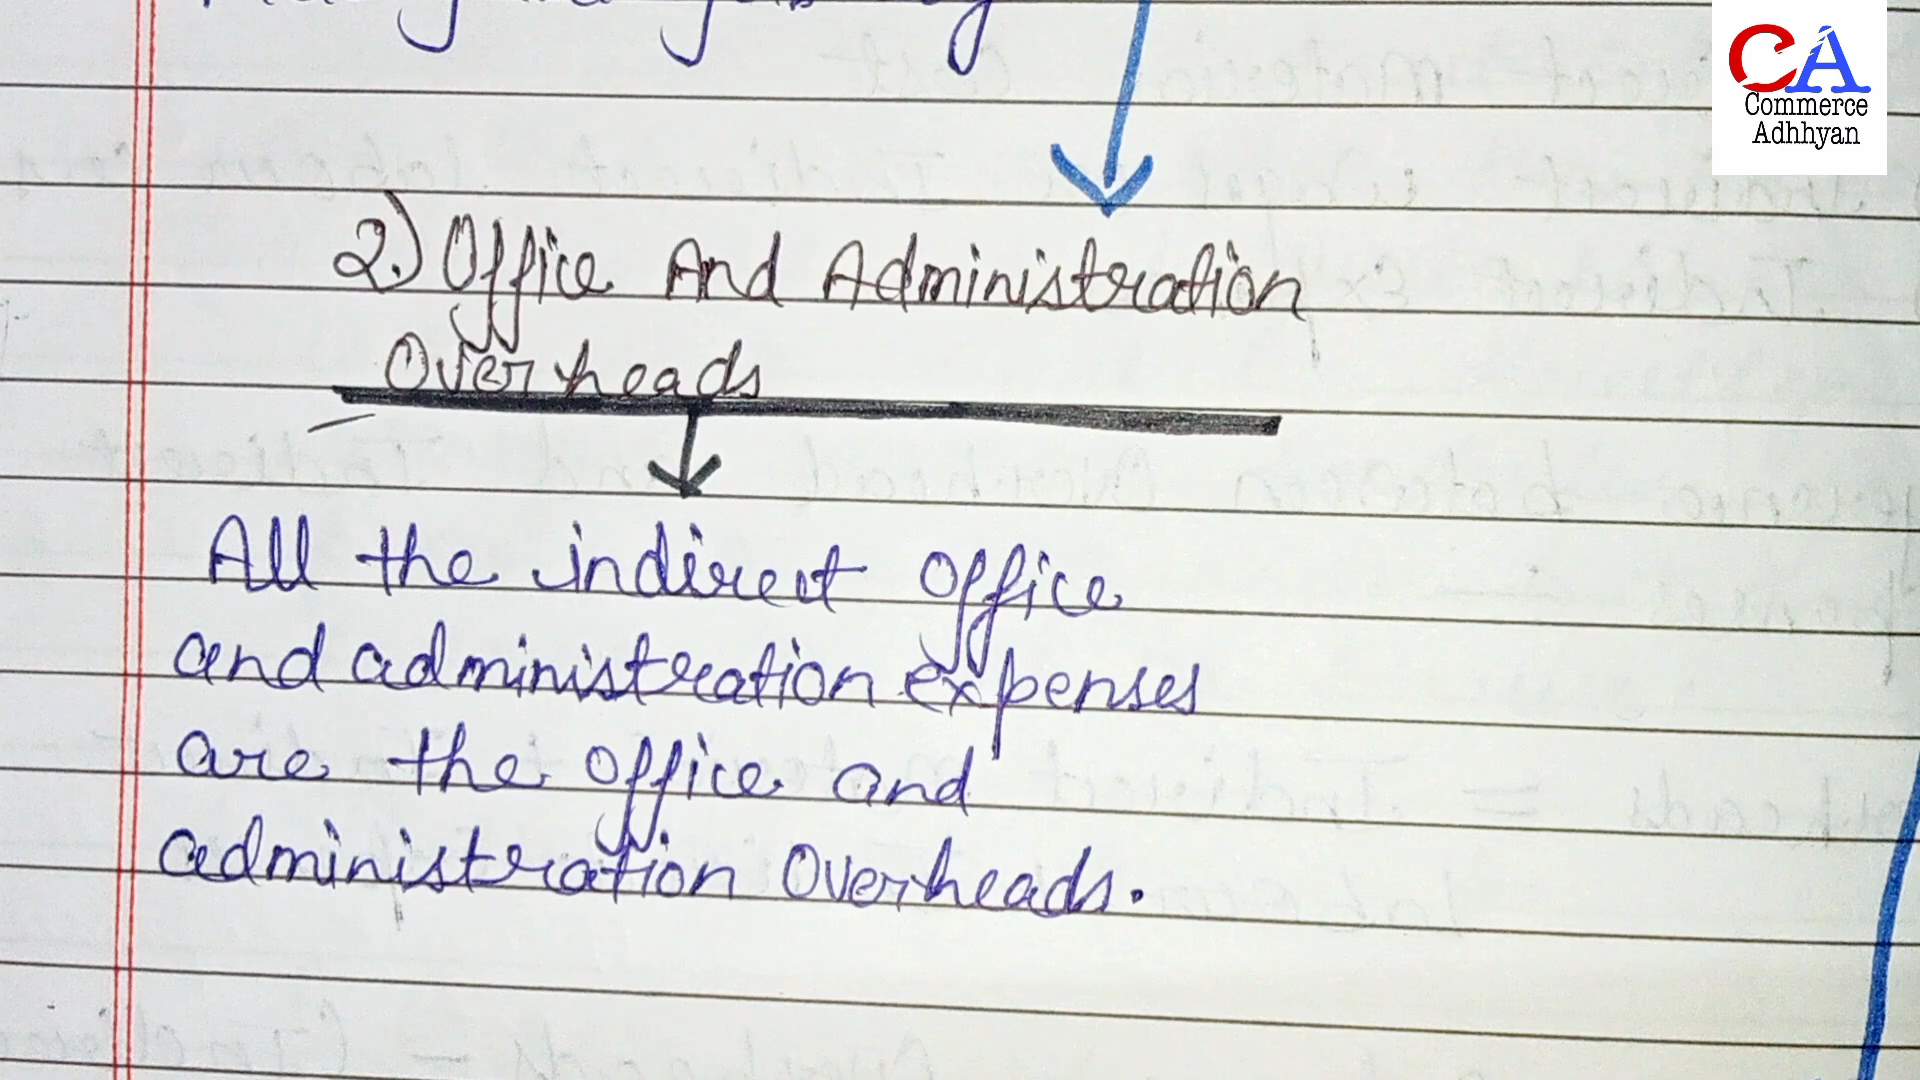 CA
Commerce
Adhhyan
2.) Office And Administration
Overheads
All the indirect office
and administration expenses
are the office and
administration Overheads.